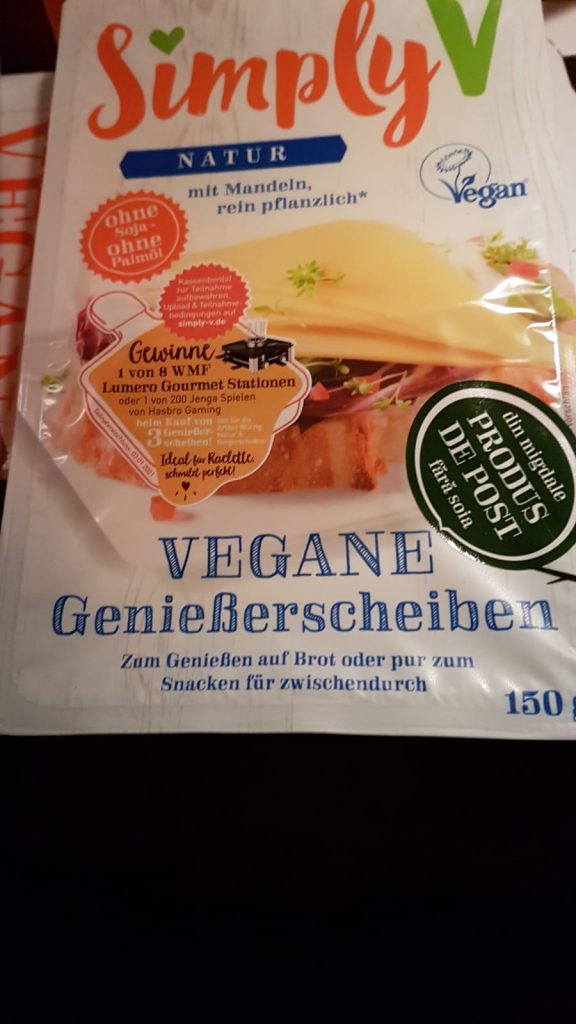 Simply V
NATUR
mit Mandeln,
rein pflanzlich*
Vegan
ohne
Soja-
ohne
Palmöl
Kassenbon(s)
zur Teilnahme
aufbewahren.
Upload & Teilnahme-
bedingungen auf
simply-v.de
Gewinne
1 von 8 WMF
Lumero Gourmet Stationen
oder 1 von 200 Jenga Spielen
von Hasbro Gaming
beim Kauf von
3 Genießer-
scheiben!
Ideal für Raclette,
schmilzt perfekt!
din migdale
PRODUS
DE POST
fără soia
VEGANE
Genießerscheiben
Zum Genießen auf Brot oder pur zum
Snacken für zwischendurch
150 g
VEGAN